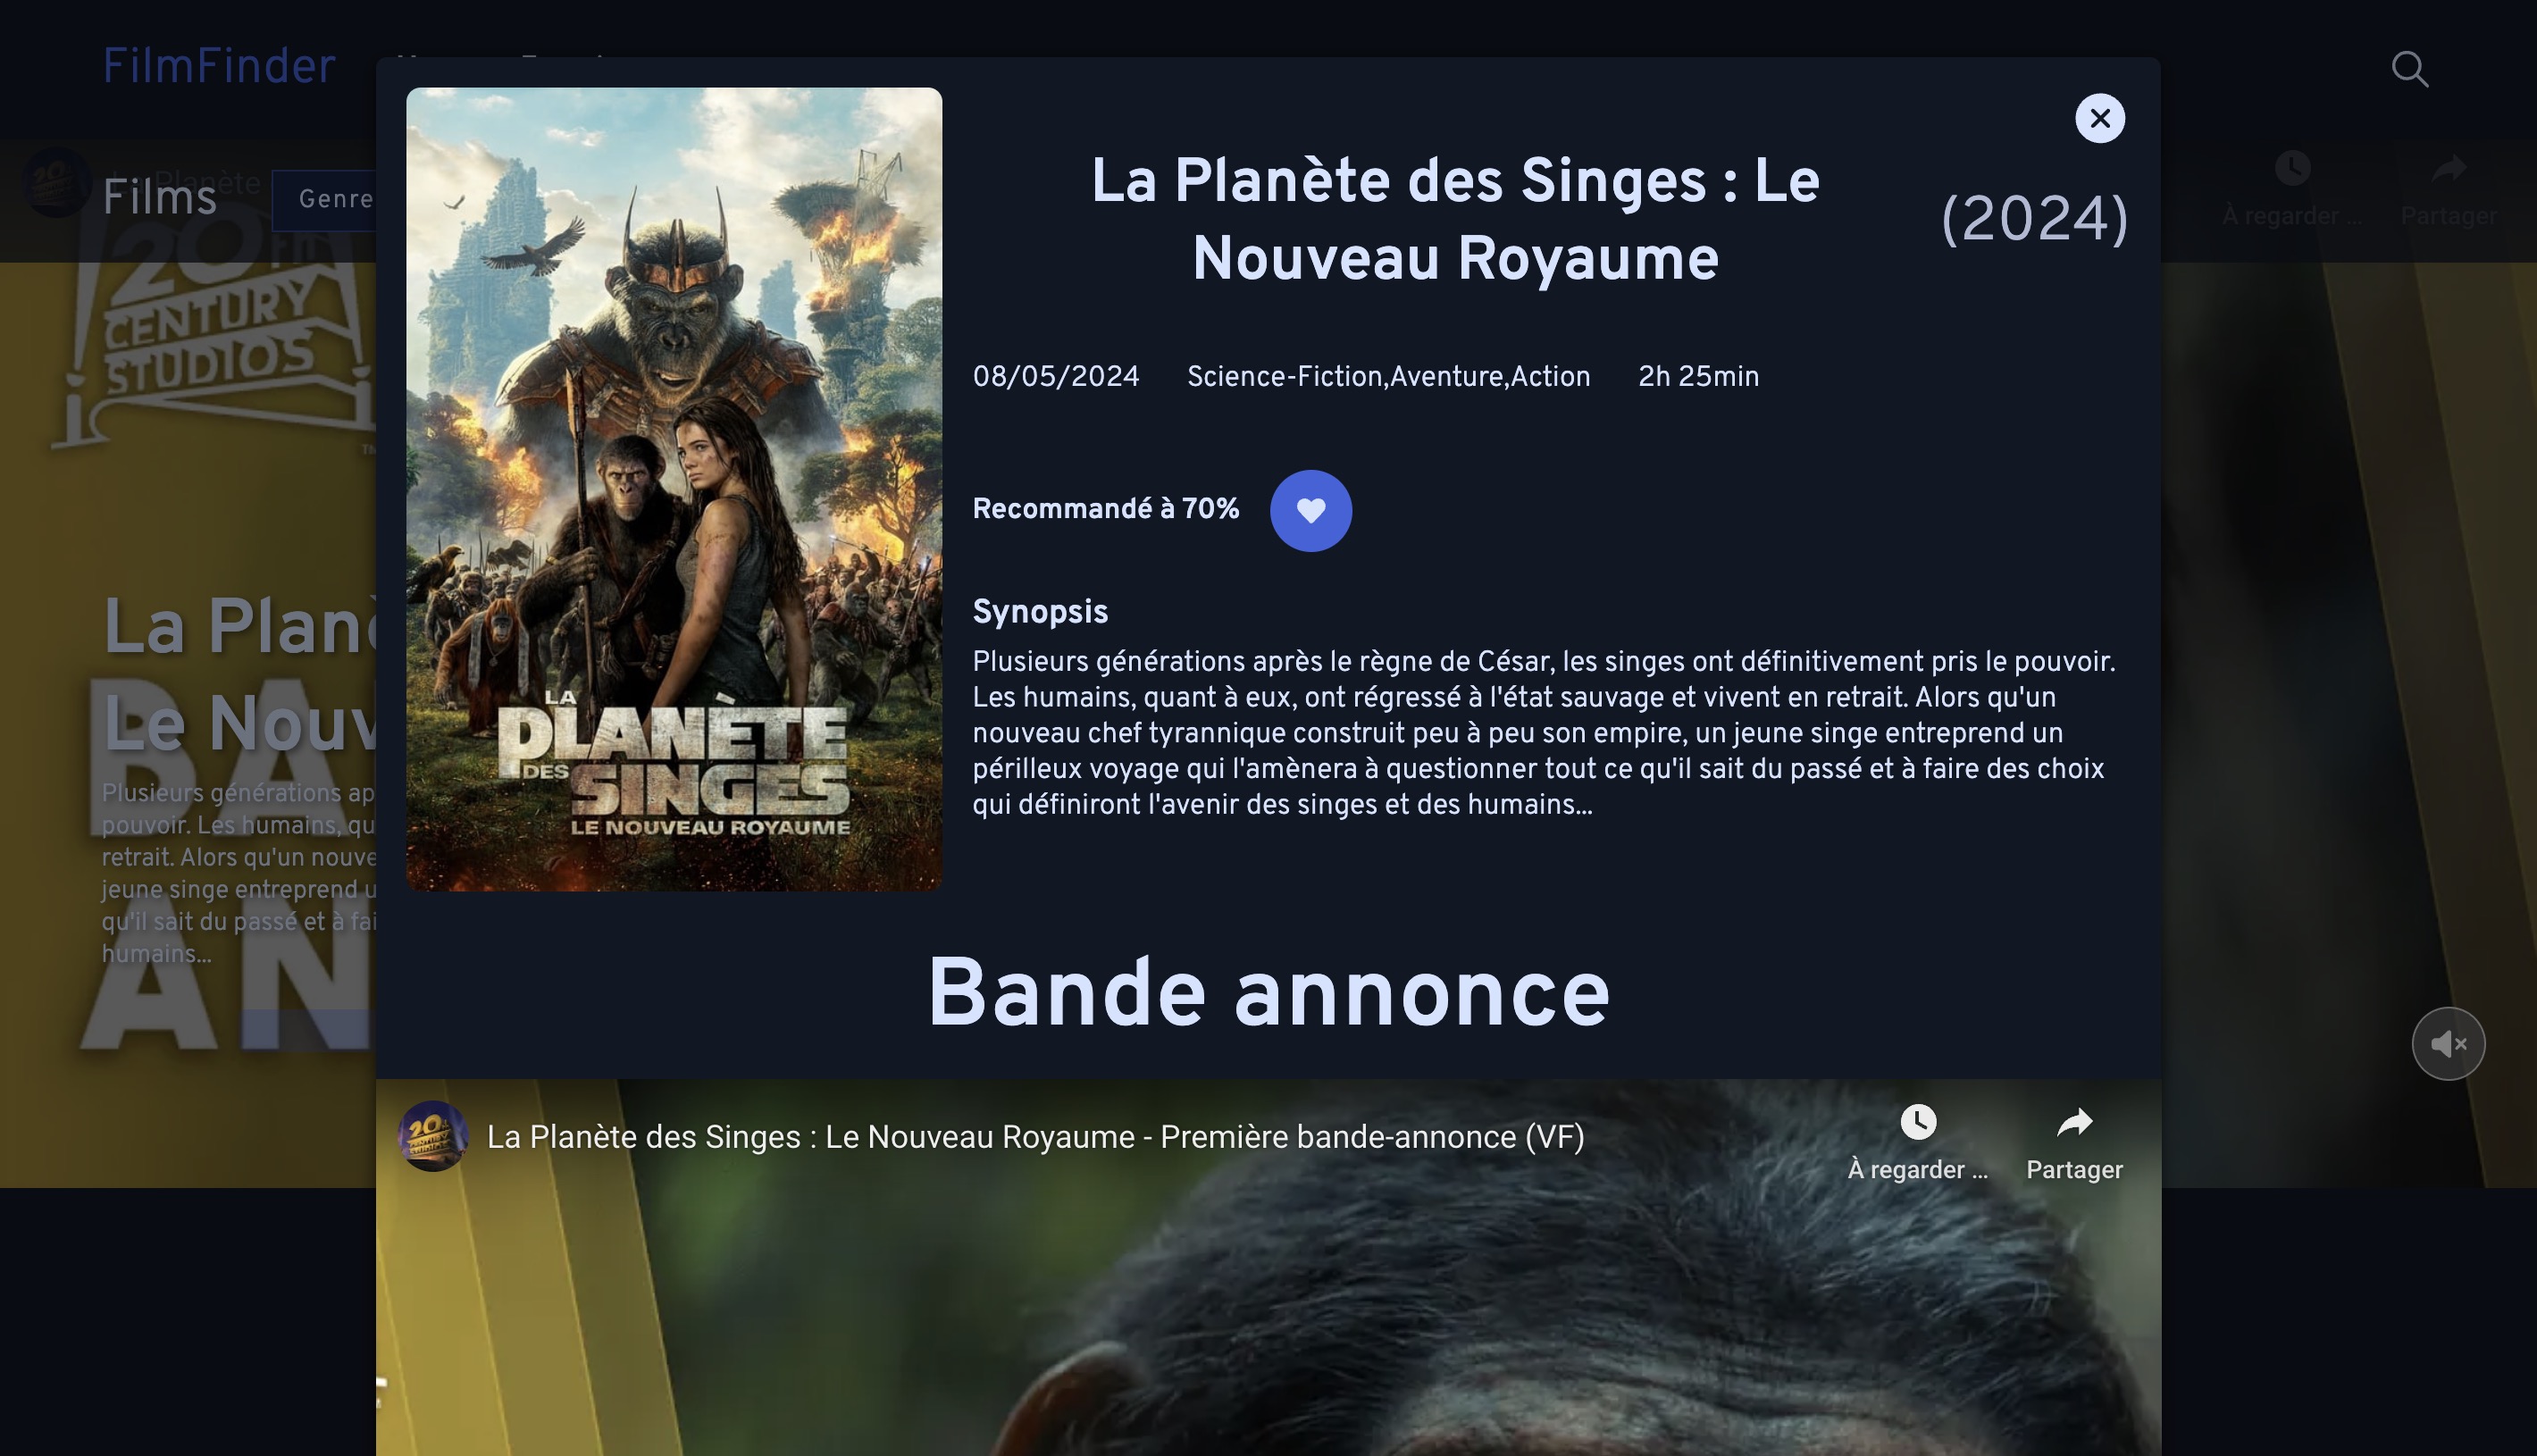 FilmFinder
Films
Genre
La Planète
À regarder ...
Partager
20
CENTURY
STUDIOS
La Plan
Le Nouv
Plusieurs générations ap
pouvoir. Les humains, qu
retrait. Alors qu'un nouve
jeune singe entreprend u
qu'il sait du passé et à fai
humains...
BA
AN
LA
PLANÈTE
DES SINGES
LE NOUVEAU ROYAUME
La Planète des Singes : Le
Nouveau Royaume
(2024)
08/05/2024 Science-Fiction,Aventure,Action 2h 25min
Recommandé à 70%
Synopsis
Plusieurs générations après le règne de César, les singes ont définitivement pris le pouvoir.
Les humains, quant à eux, ont régressé à l'état sauvage et vivent en retrait. Alors qu'un
nouveau chef tyrannique construit peu à peu son empire, un jeune singe entreprend un
périlleux voyage qui l'amènera à questionner tout ce qu'il sait du passé et à faire des choix
qui définiront l'avenir des singes et des humains...
Bande annonce
La Planète des Singes : Le Nouveau Royaume - Première bande-annonce (VF)
À regarder ...
Partager